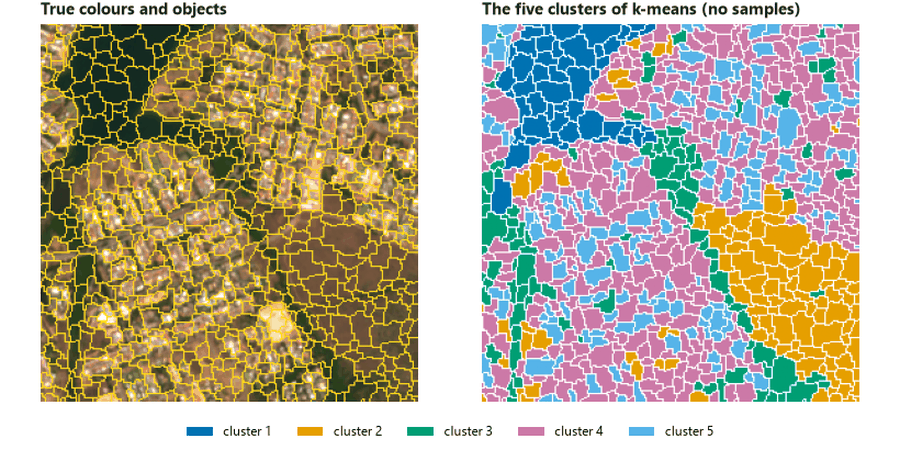 True colours and objects
The five clusters of k-means (no samples)
cluster 1
cluster 2
cluster 3
cluster 4
cluster 5